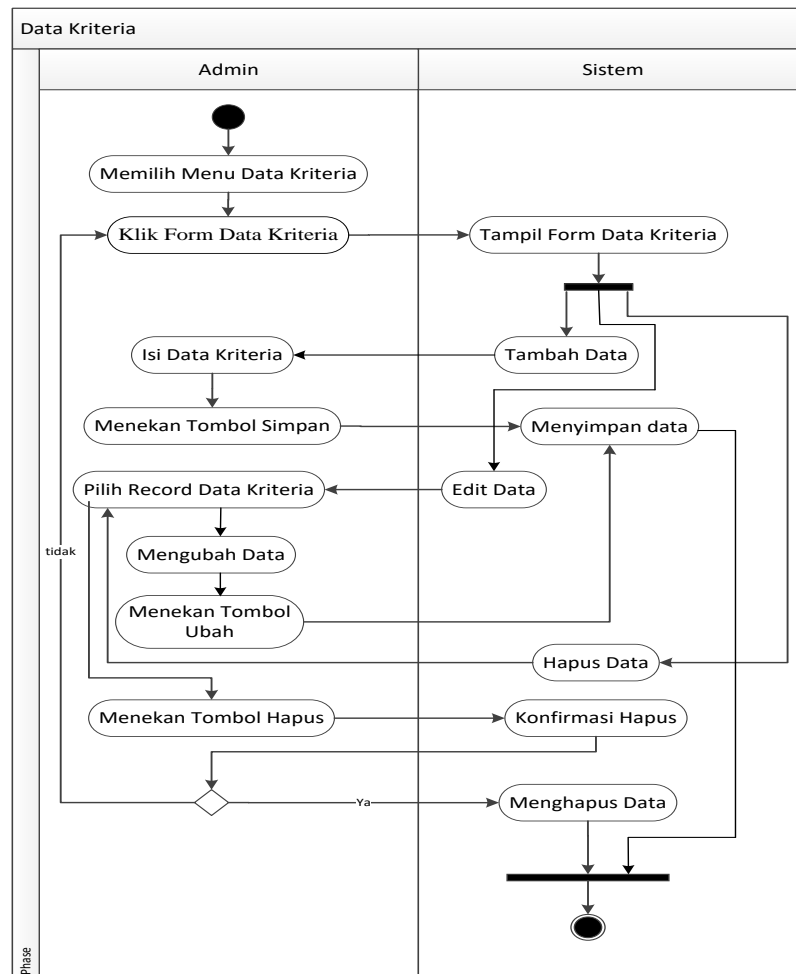 Data Kriteria
Admin
Sistem
Memilih Menu Data Kriteria
Klik Form Data Kriteria
Tampil Form Data Kriteria
Isi Data Kriteria
Tambah Data
Menekan Tombol Simpan
Menyimpan data
Pilih Record Data Kriteria
Edit Data
tidak
Mengubah Data
Menekan Tombol
Ubah
Hapus Data
Menekan Tombol Hapus
Konfirmasi Hapus
Ya
Menghapus Data
Phase